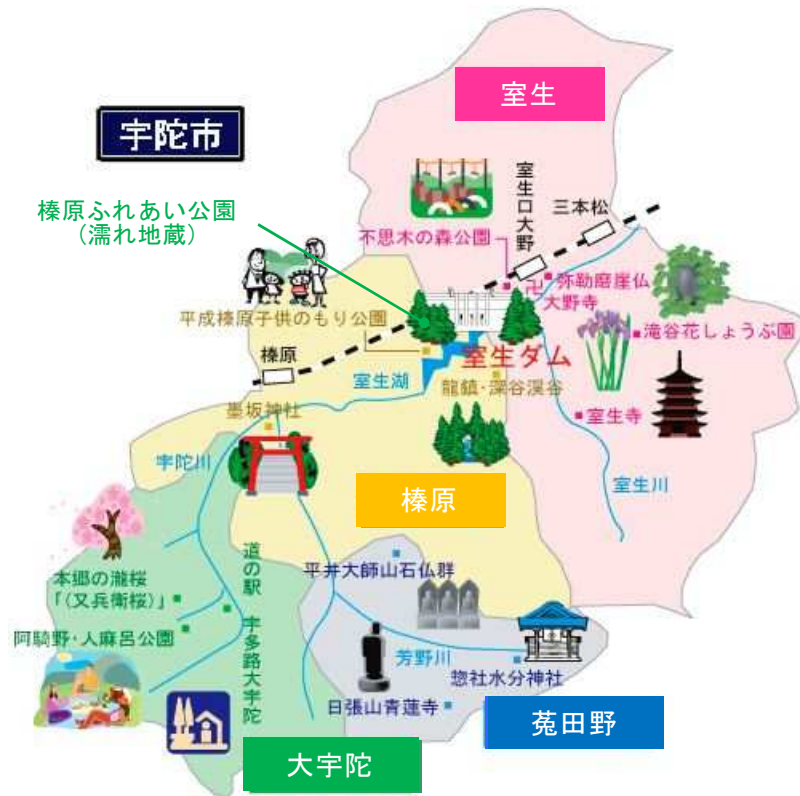 室生
宇陀市
榛原ふれあい公園
（濡れ地蔵）
室生口大野
三本松
不思木の森公園
卍
弥勒磨崖仏
大野寺
平成榛原子供のもり公園
滝谷花しょうぶ園
榛原
室生ダム
室生湖
龍鎮・深谷渓谷
墨坂神社
室生寺
宇陀川
室生川
榛原
道の駅 宇多路大宇陀
平井大師山石仏群
本郷の瀧桜
「（又兵衛桜）」
阿騎野・人麻呂公園
芳野川
惣社水分神社
日張山青蓮寺
菟田野
大宇陀